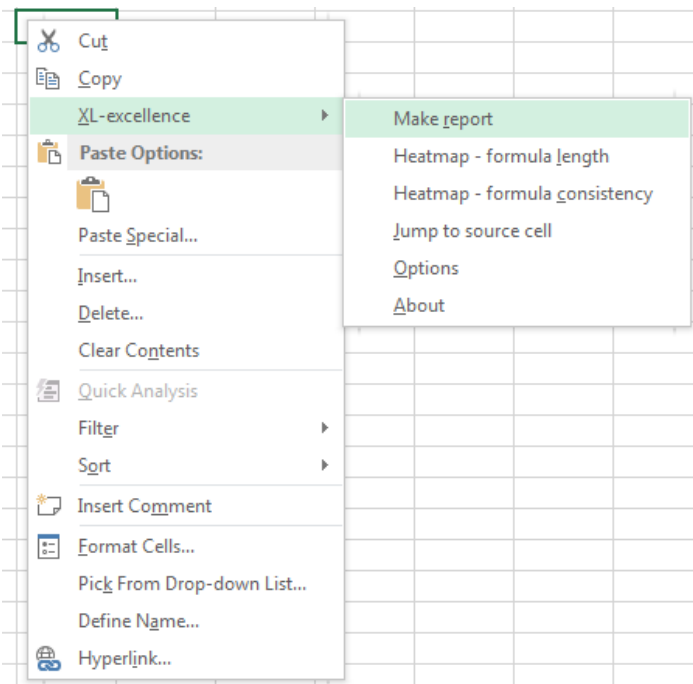 Cut
Copy
XL-excellence
Paste Options:
Paste Special...
Insert...
Delete...
Clear Contents
Quick Analysis
Filter
Sort
Insert Comment
Format Cells...
Pick From Drop-down List...
Define Name...
Hyperlink...
Make report
Heatmap - formula length
Heatmap - formula consistency
Jump to source cell
Options
About